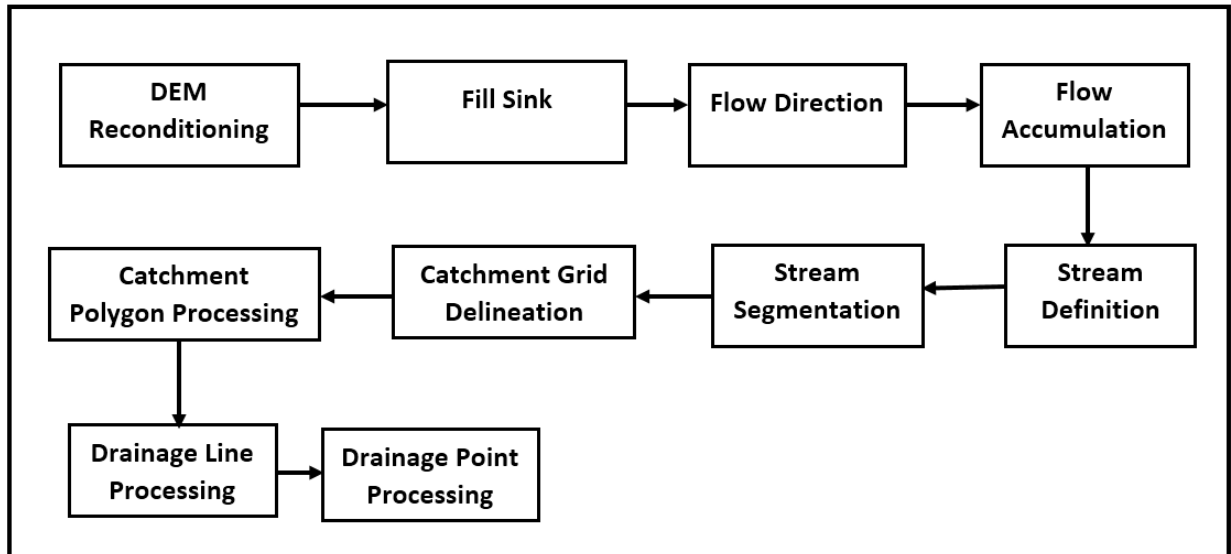 DEM
Reconditioning
Fill Sink
Flow Direction
Flow
Accumulation
Stream
Definition
Stream
Segmentation
Catchment Grid
Delineation
Catchment
Polygon Processing
Drainage Line
Processing
Drainage Point
Processing